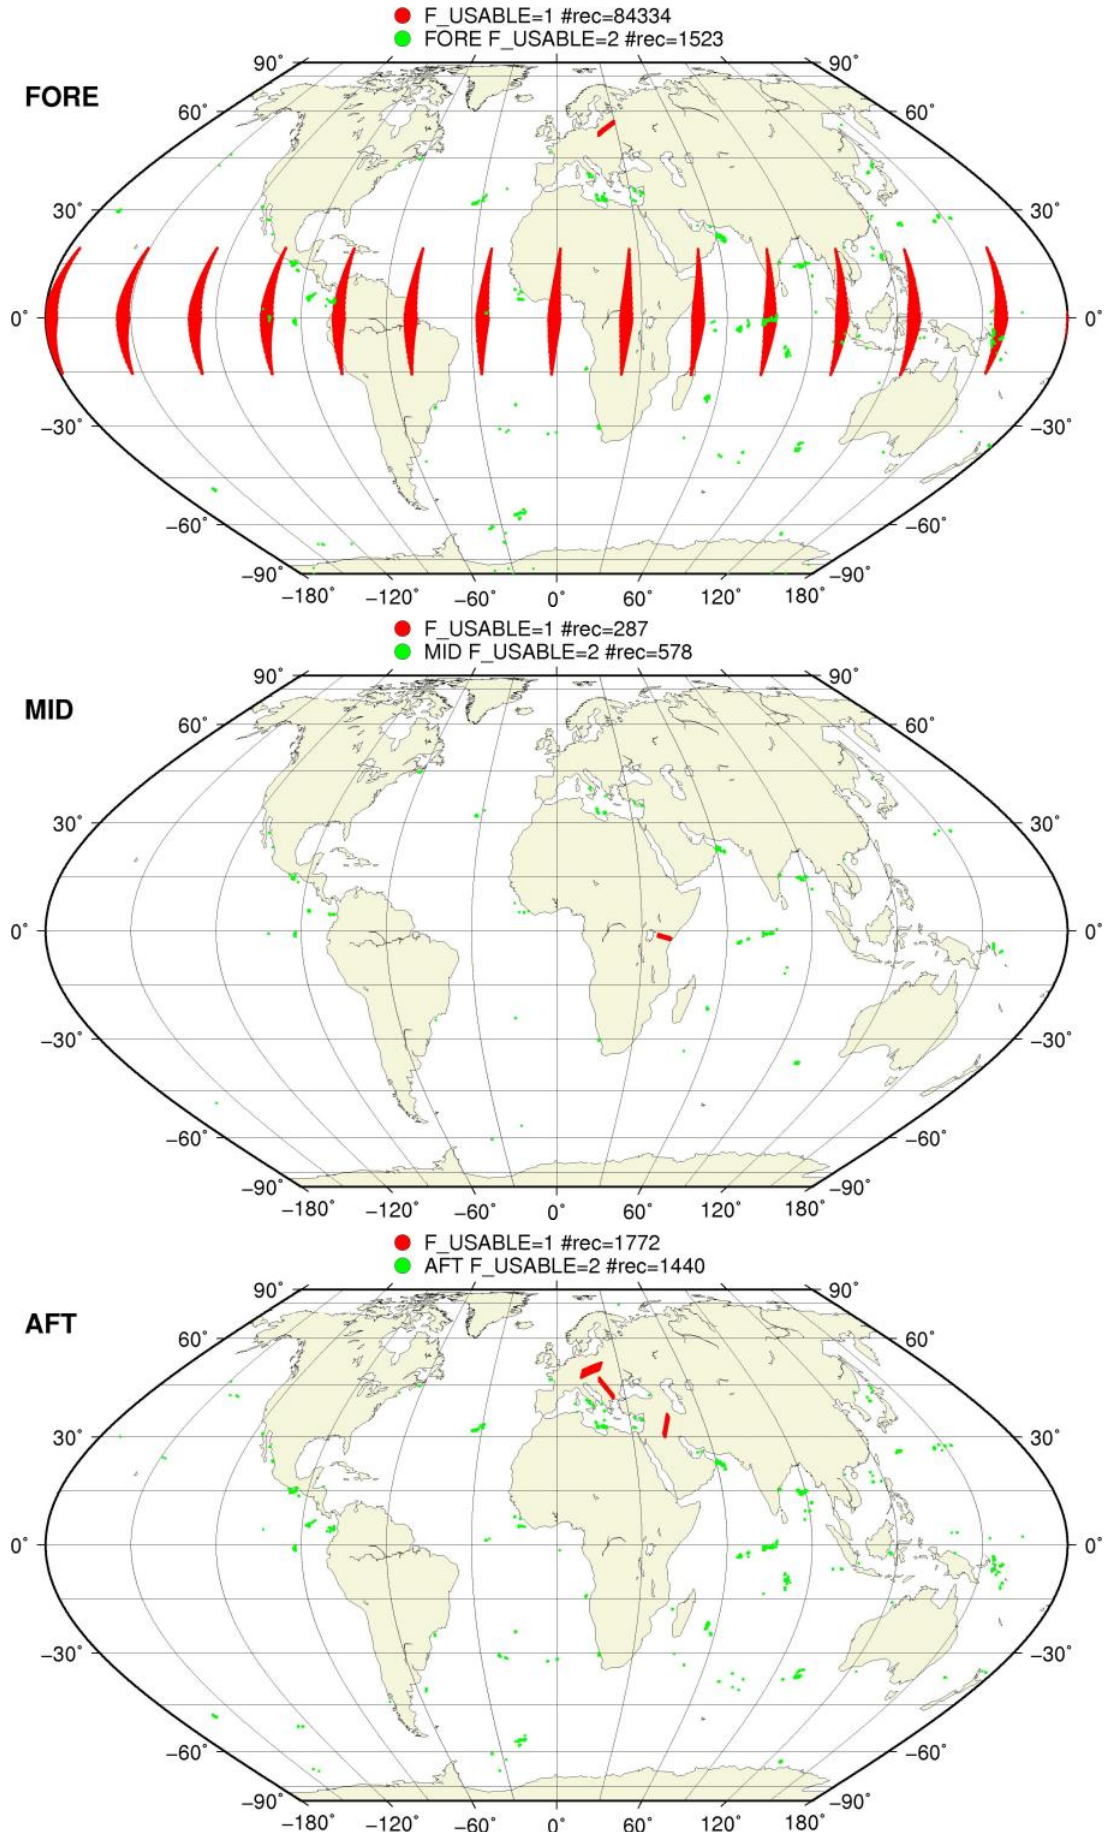 F_USABLE=1 #rec=84334
FORE F_USABLE=2 #rec=1523
90° 90°
FORE
60° 60°
30° 30°
0° 0°
−30° −30°
−60° −60°
−90° −90°
−180° −120° −60° 0° 60° 120° 180°
F_USABLE=1 #rec=287
MID F_USABLE=2 #rec=578
90° 90°
MID
60° 60°
30° 30°
0° 0°
−30° −30°
−60° −60°
−90° −90°
−180° −120° −60° 0° 60° 120° 180°
F_USABLE=1 #rec=1772
AFT F_USABLE=2 #rec=1440
90° 90°
AFT
60° 60°
30° 30°
0° 0°
−30° −30°
−60° −60°
−90° −90°
−180° −120° −60° 0° 60° 120° 180°